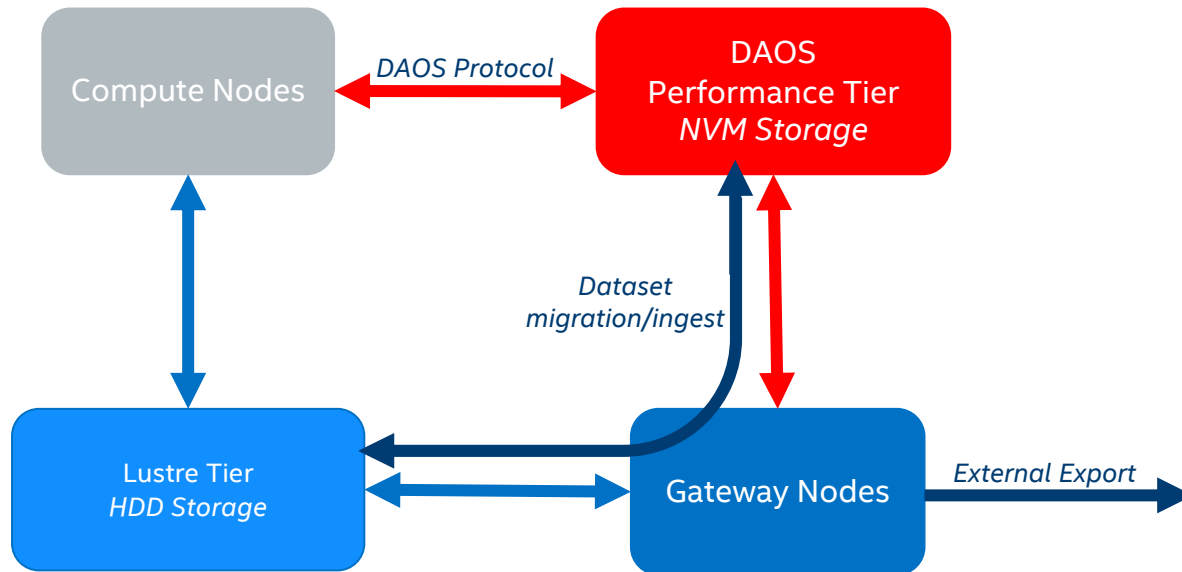 Compute Nodes
DAOS Protocol
DAOS
Performance Tier
NVM Storage
Dataset
migration/ingest
Lustre Tier
HDD Storage
Gateway Nodes
External Export